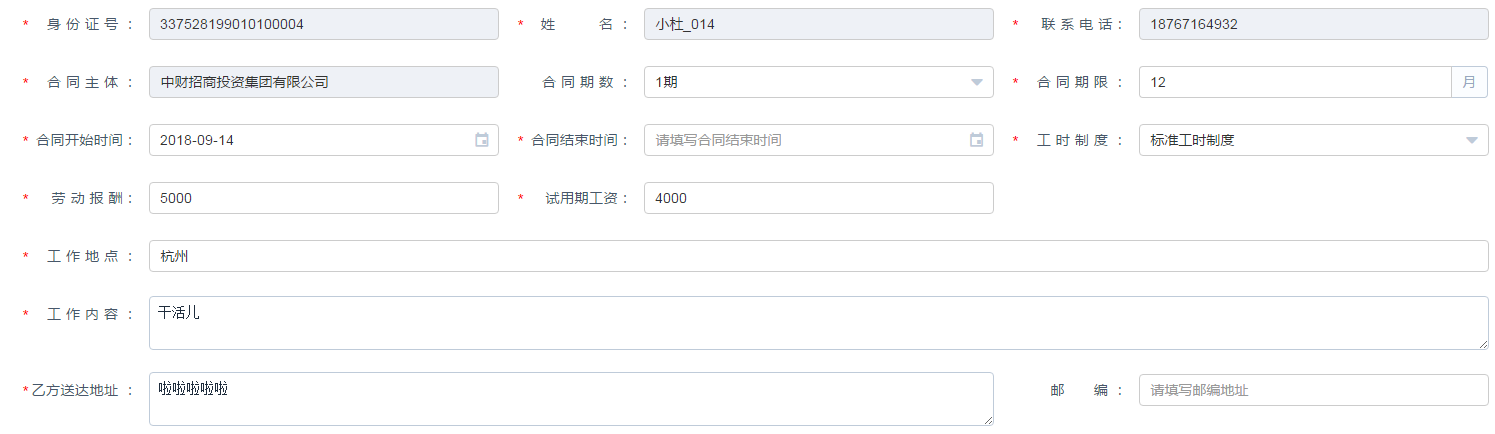 * 身份证号： 337528199010100004 * 姓 名： 小杜_014 * 联系电话： 18767164932
* 合同主体： 中财招商投资集团有限公司 合同期数： 1期 * 合同期限： 12 月
* 合同开始时间： 2018-09-14 * 合同结束时间： 请填写合同结束时间 * 工时制度： 标准工时制度
* 劳动报酬： 5000 * 试用期工资： 4000
* 工作地点： 杭州
* 工作内容： 干活儿
* 乙方送达地址： 啦啦啦啦啦 邮 编： 请填写邮编地址